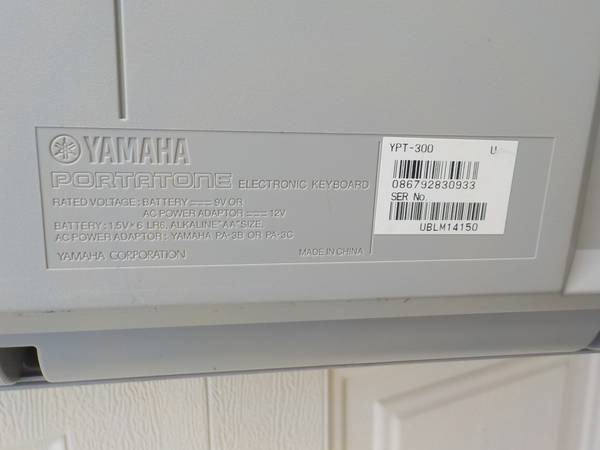 YAMAHA
PORTATONE ELECTRONIC KEYBOARD
RATED VOLTAGE : BATTERY ⎓ 9V OR
AC POWER ADAPTOR ⎓ 12V
BATTERY : 1.5V× 6 LR6, ALKALINE"AA"SIZE.
AC POWER ADAPTOR : YAMAHA PA-3B OR PA-3C
YAMAHA CORPORATION MADE IN CHINA
YPT-300 U
086792830933
SER No.
UBLM14150